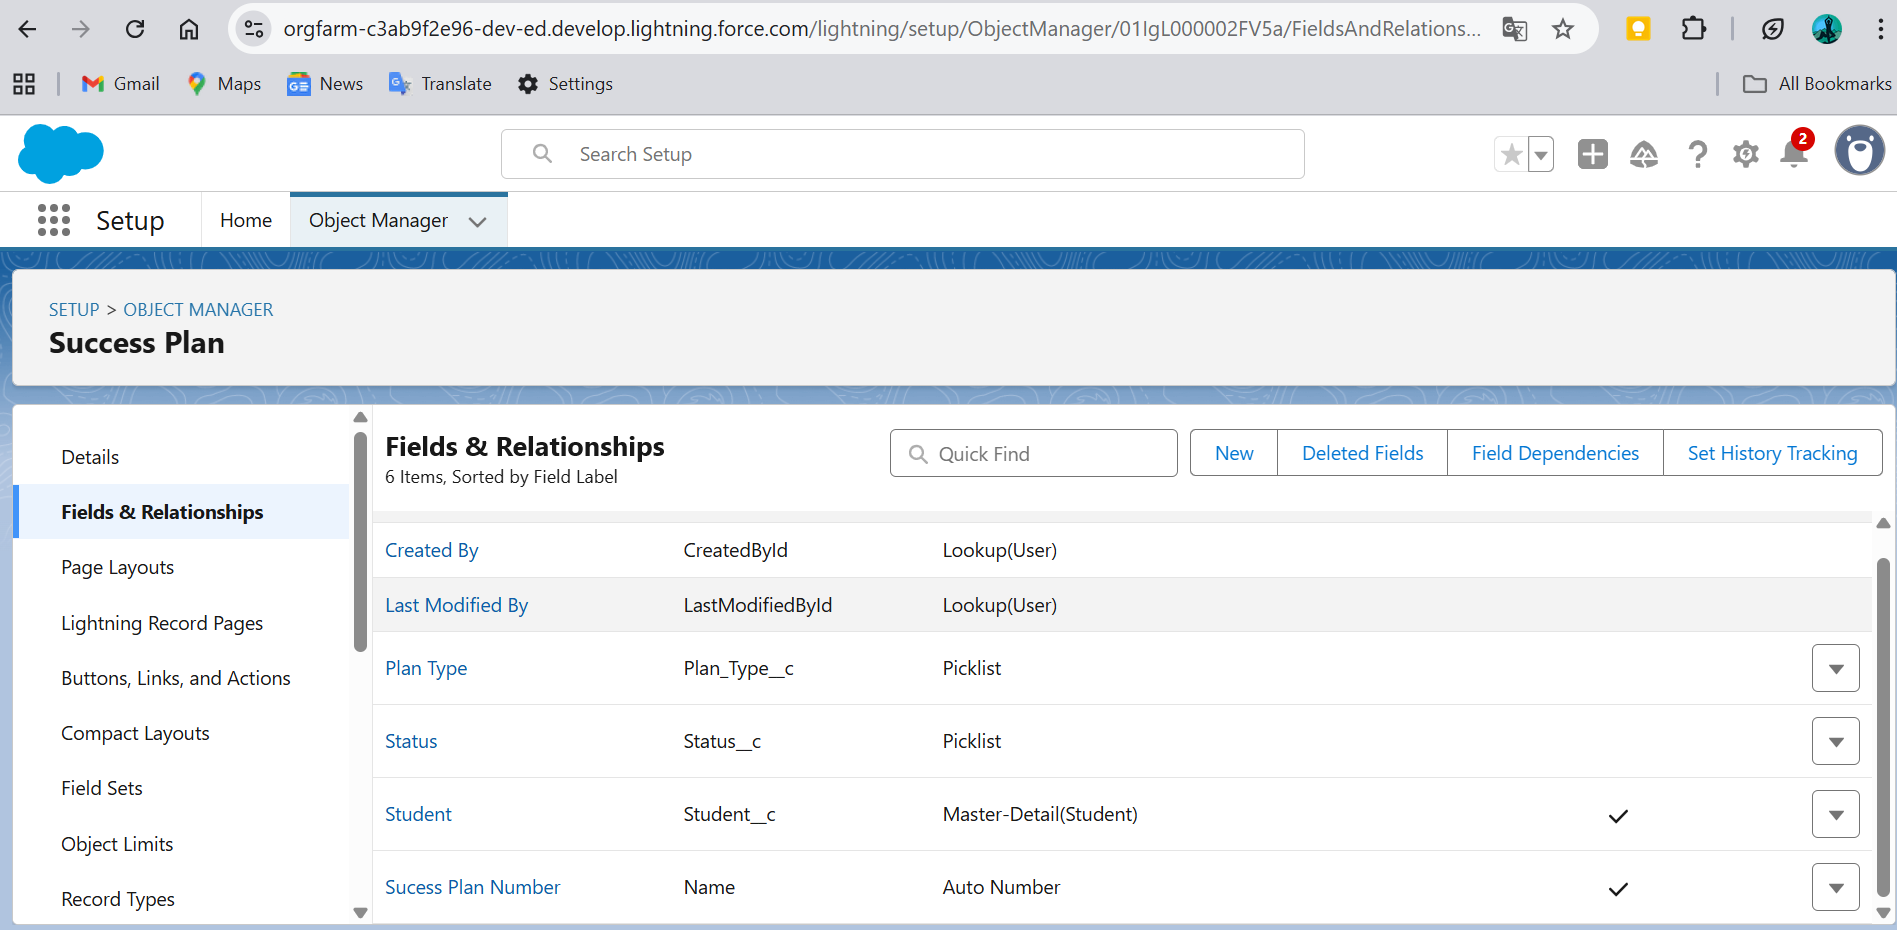 orgfarm-c3ab9f2e96-dev-ed.develop.lightning.force.com/lightning/setup/ObjectManager/01IgL000002FV5a/FieldsAndRelations...
Gmail Maps News Translate Settings All Bookmarks
Search Setup
2
Setup Home Object Manager
SETUP > OBJECT MANAGER
Success Plan
Details
Fields & Relationships
Page Layouts
Lightning Record Pages
Buttons, Links, and Actions
Compact Layouts
Field Sets
Object Limits
Record Types
Fields & Relationships
6 Items, Sorted by Field Label
Quick Find
New Deleted Fields Field Dependencies Set History Tracking
Created By CreatedById Lookup(User)
Last Modified By LastModifiedById Lookup(User)
Plan Type Plan_Type__c Picklist
Status Status__c Picklist
Student Student__c Master-Detail(Student)
Sucess Plan Number Name Auto Number